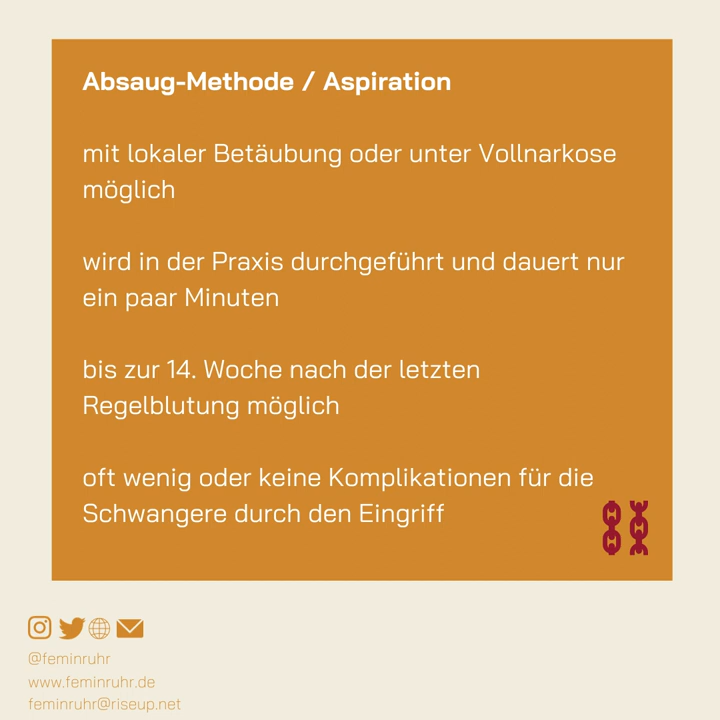 Absaug-Methode / Aspiration
mit lokaler Betäubung oder unter Vollnarkose
möglich
wird in der Praxis durchgeführt und dauert nur
ein paar Minuten
bis zur 14. Woche nach der letzten
Regelblutung möglich
oft wenig oder keine Komplikationen für die
Schwangere durch den Eingriff
@feminruhr
www.feminruhr.de
feminruhr@riseup.net